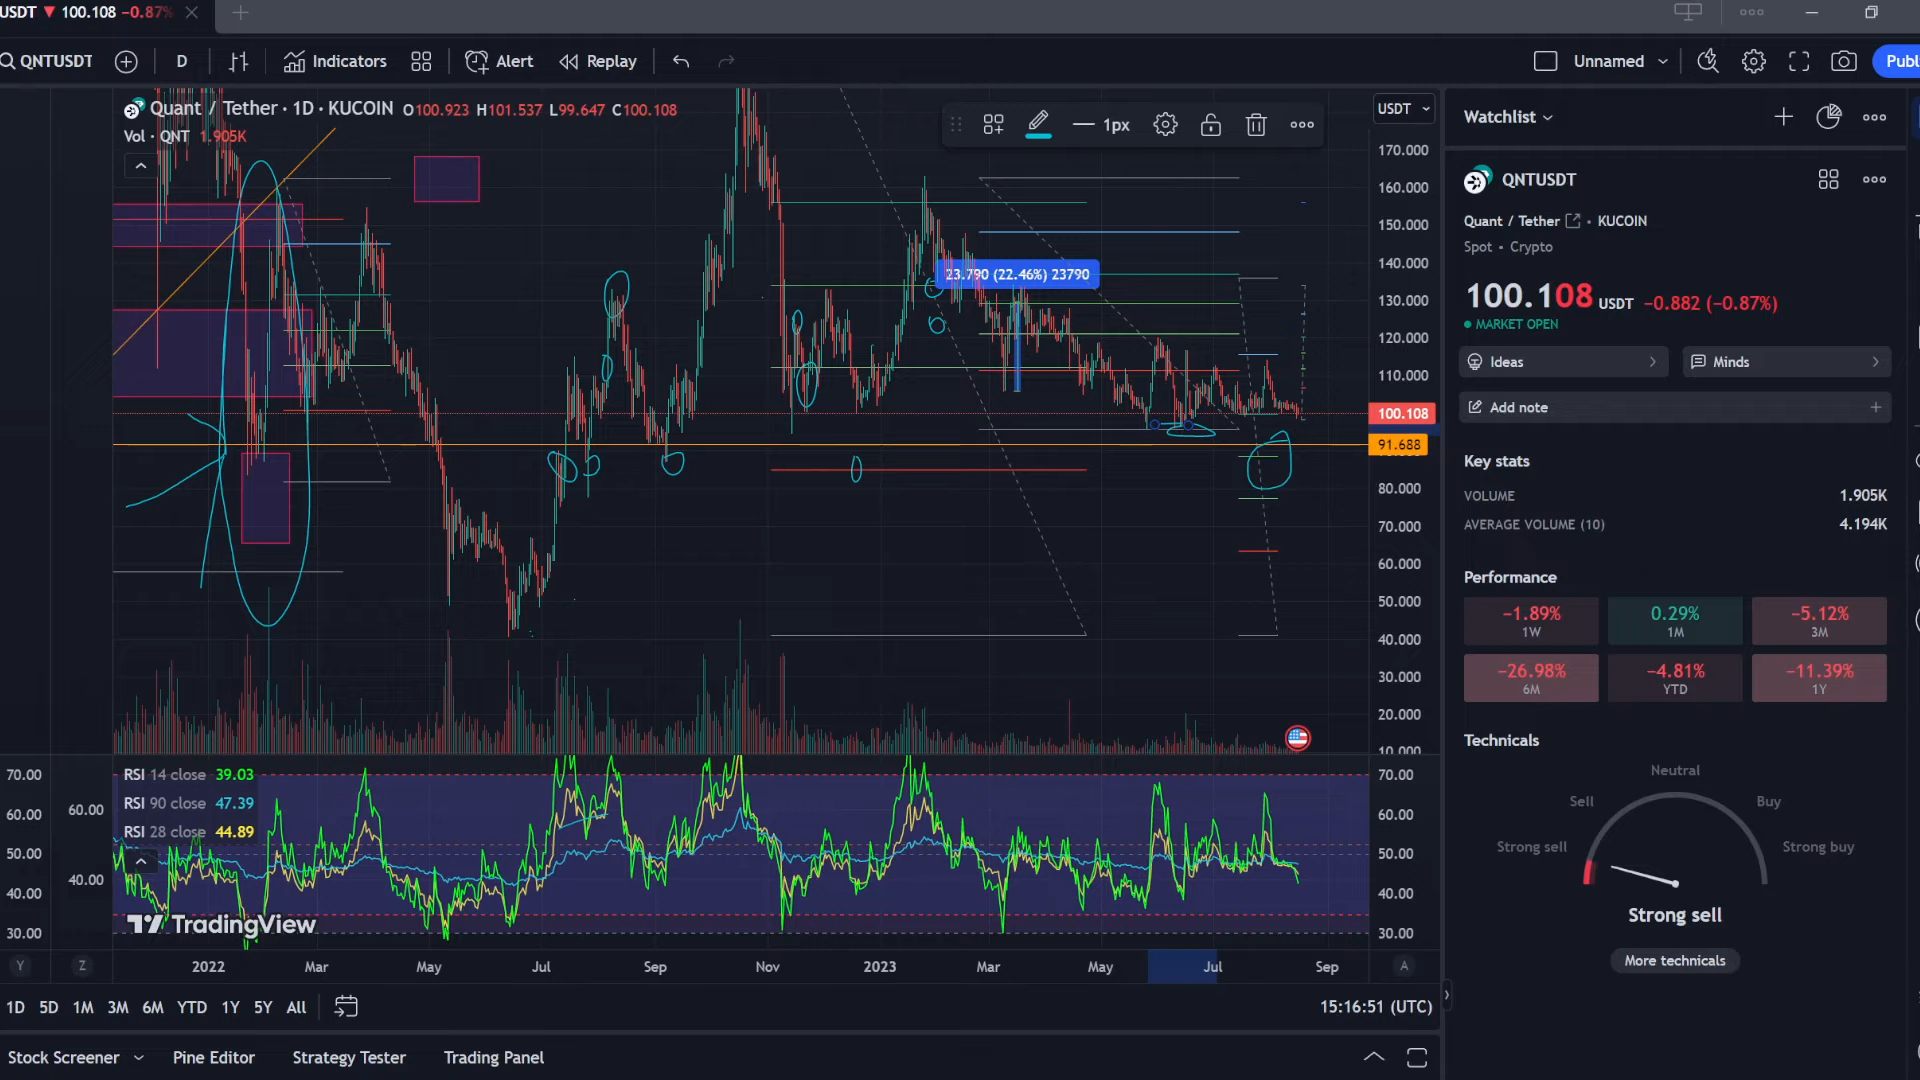 USDT ▼ 100.108 −0.87%
QNTUSDT D Indicators Alert Replay Unnamed Publ
Quant / Tether · 1D · KUCOIN O100.923 H101.537 L99.647 C100.108
Vol · QNT 1.905K
1px
USDT
23.790 (22.46%) 23790
170.000
160.000
150.000
140.000
130.000
120.000
110.000
100.108
91.688
80.000
70.000
60.000
50.000
40.000
30.000
20.000
10.000
RSI 14 close 39.03
RSI 90 close 47.39
RSI 28 close 44.89
70.00
60.00
50.00
40.00
30.00
60.00
40.00
70.00
60.00
50.00
40.00
30.00
TradingView
Y Z 2022 Mar May Jul Sep Nov 2023 Mar May Jul Sep A
1D 5D 1M 3M 6M YTD 1Y 5Y All 15:16:51 (UTC)
Stock Screener Pine Editor Strategy Tester Trading Panel
Watchlist
QNTUSDT
Quant / Tether • KUCOIN
Spot • Crypto
100.108 USDT −0.882 (−0.87%)
MARKET OPEN
Ideas Minds
Add note
Key stats
VOLUME 1.905K
AVERAGE VOLUME (10) 4.194K
Performance
−1.89% 0.29% −5.12%
1W 1M 3M
−26.98% −4.81% −11.39%
6M YTD 1Y
Technicals
Neutral
Sell Buy
Strong sell Strong buy
Strong sell
More technicals